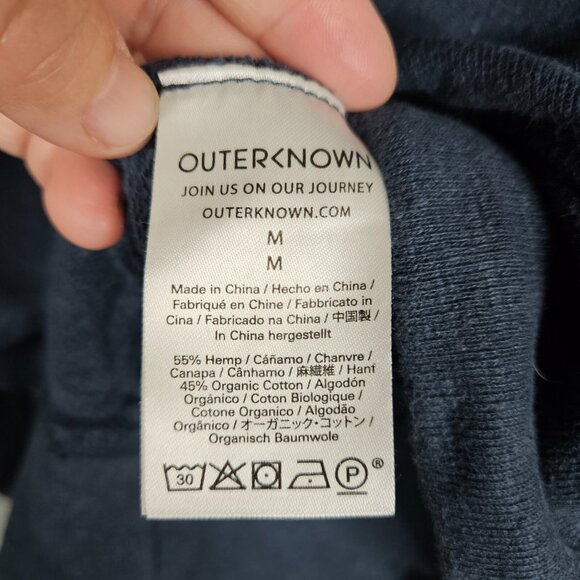 OUTERKNOWN
JOIN US ON OUR JOURNEY
OUTERKNOWN.COM
M
M
Made in China / Hecho en China /
Fabriqué en Chine / Fabbricato in
Cina / Fabricado na China / 中国製 /
In China hergestellt
55% Hemp / Cáñamo / Chanvre /
Canapa / Cânhamo / 麻繊維 / Hanf
45% Organic Cotton / Algodón
Orgánico / Coton Biologique /
Cotone Organico / Algodão
Orgânico / オーガニック・コットン /
Organisch Baumwole
30 P ®